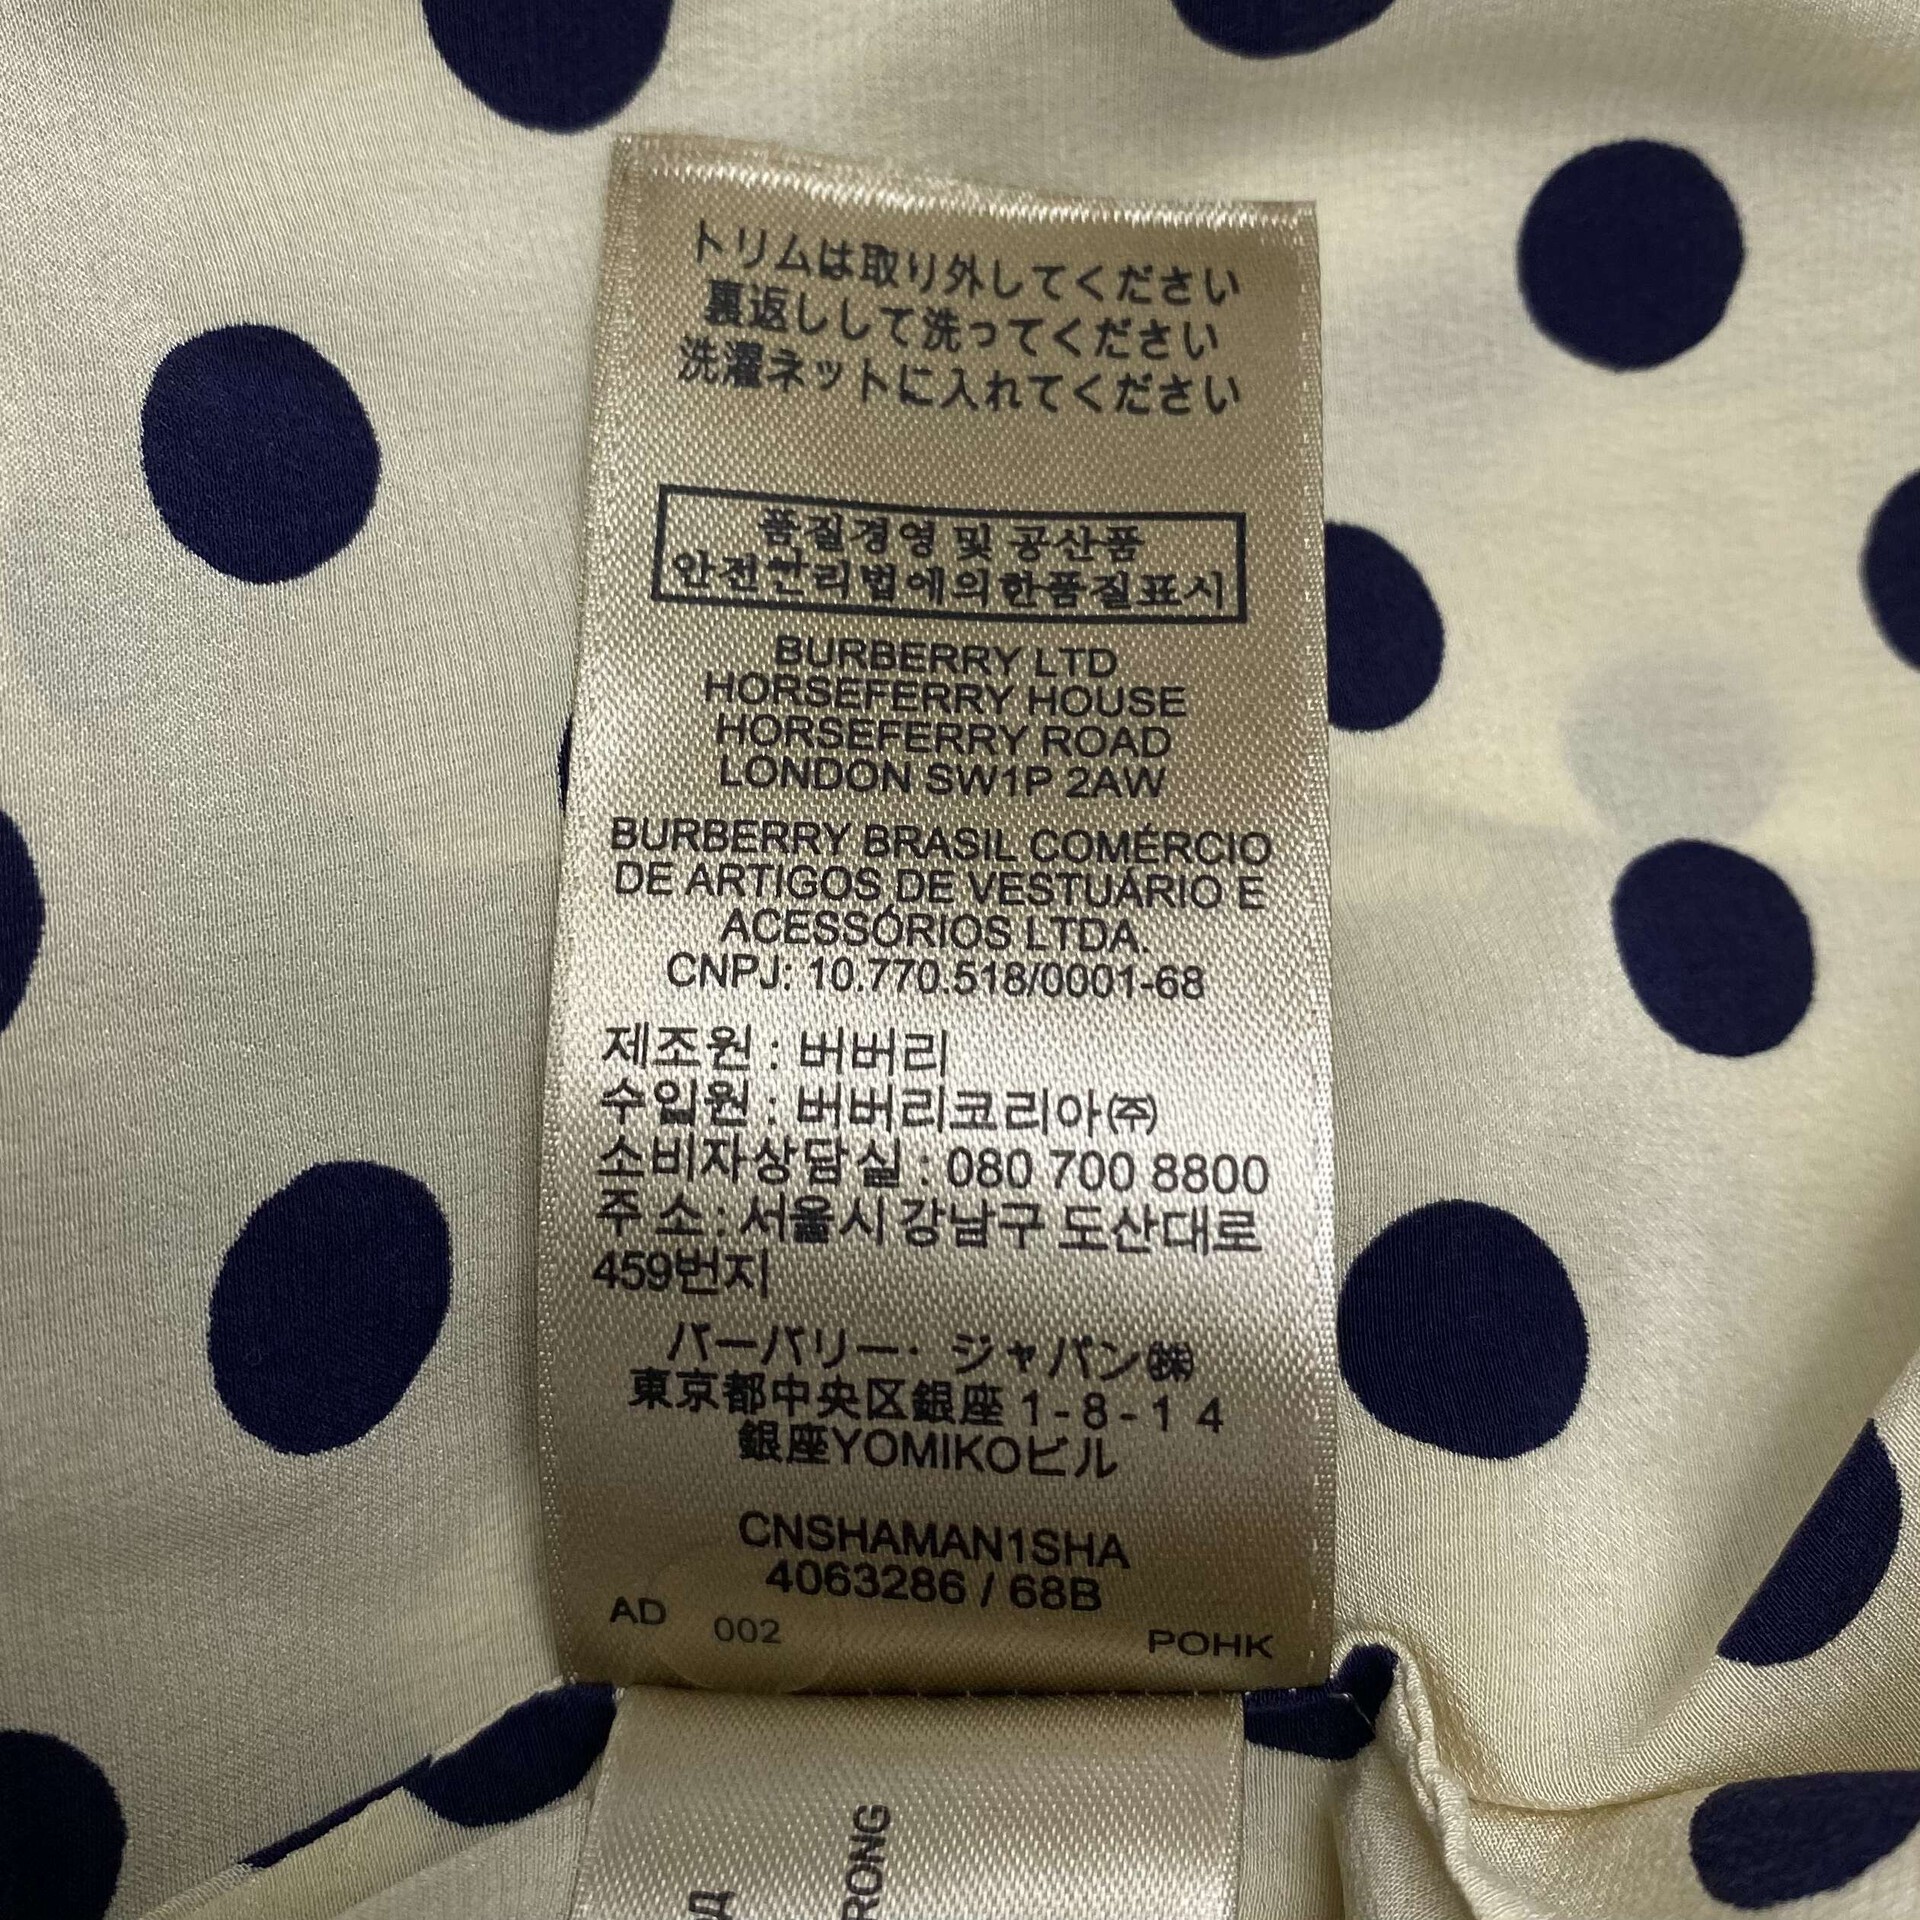 トリムは取り外してください
裏返しして洗ってください
洗濯ネットに入れてください
품질경영 및 공산품
안전관리법에의한품질표시
BURBERRY LTD
HORSEFERRY HOUSE
HORSEFERRY ROAD
LONDON SW1P 2AW
BURBERRY BRASIL COMÉRCIO
DE ARTIGOS DE VESTUÁRIO E
ACESSÓRIOS LTDA.
CNPJ: 10.770.518/0001-68
제조원 : 버버리
수입원 : 버버리코리아㈜
소비자상담실 : 080 700 8800
주 소 : 서울시 강남구 도산대로
459번지
バーバリー・ジャパン㈱
東京都中央区銀座 1 - 8 - 1 4
銀座YOMIKOビル
CNSHAMAN1SHA
4063286 / 68B
AD 002 POHK